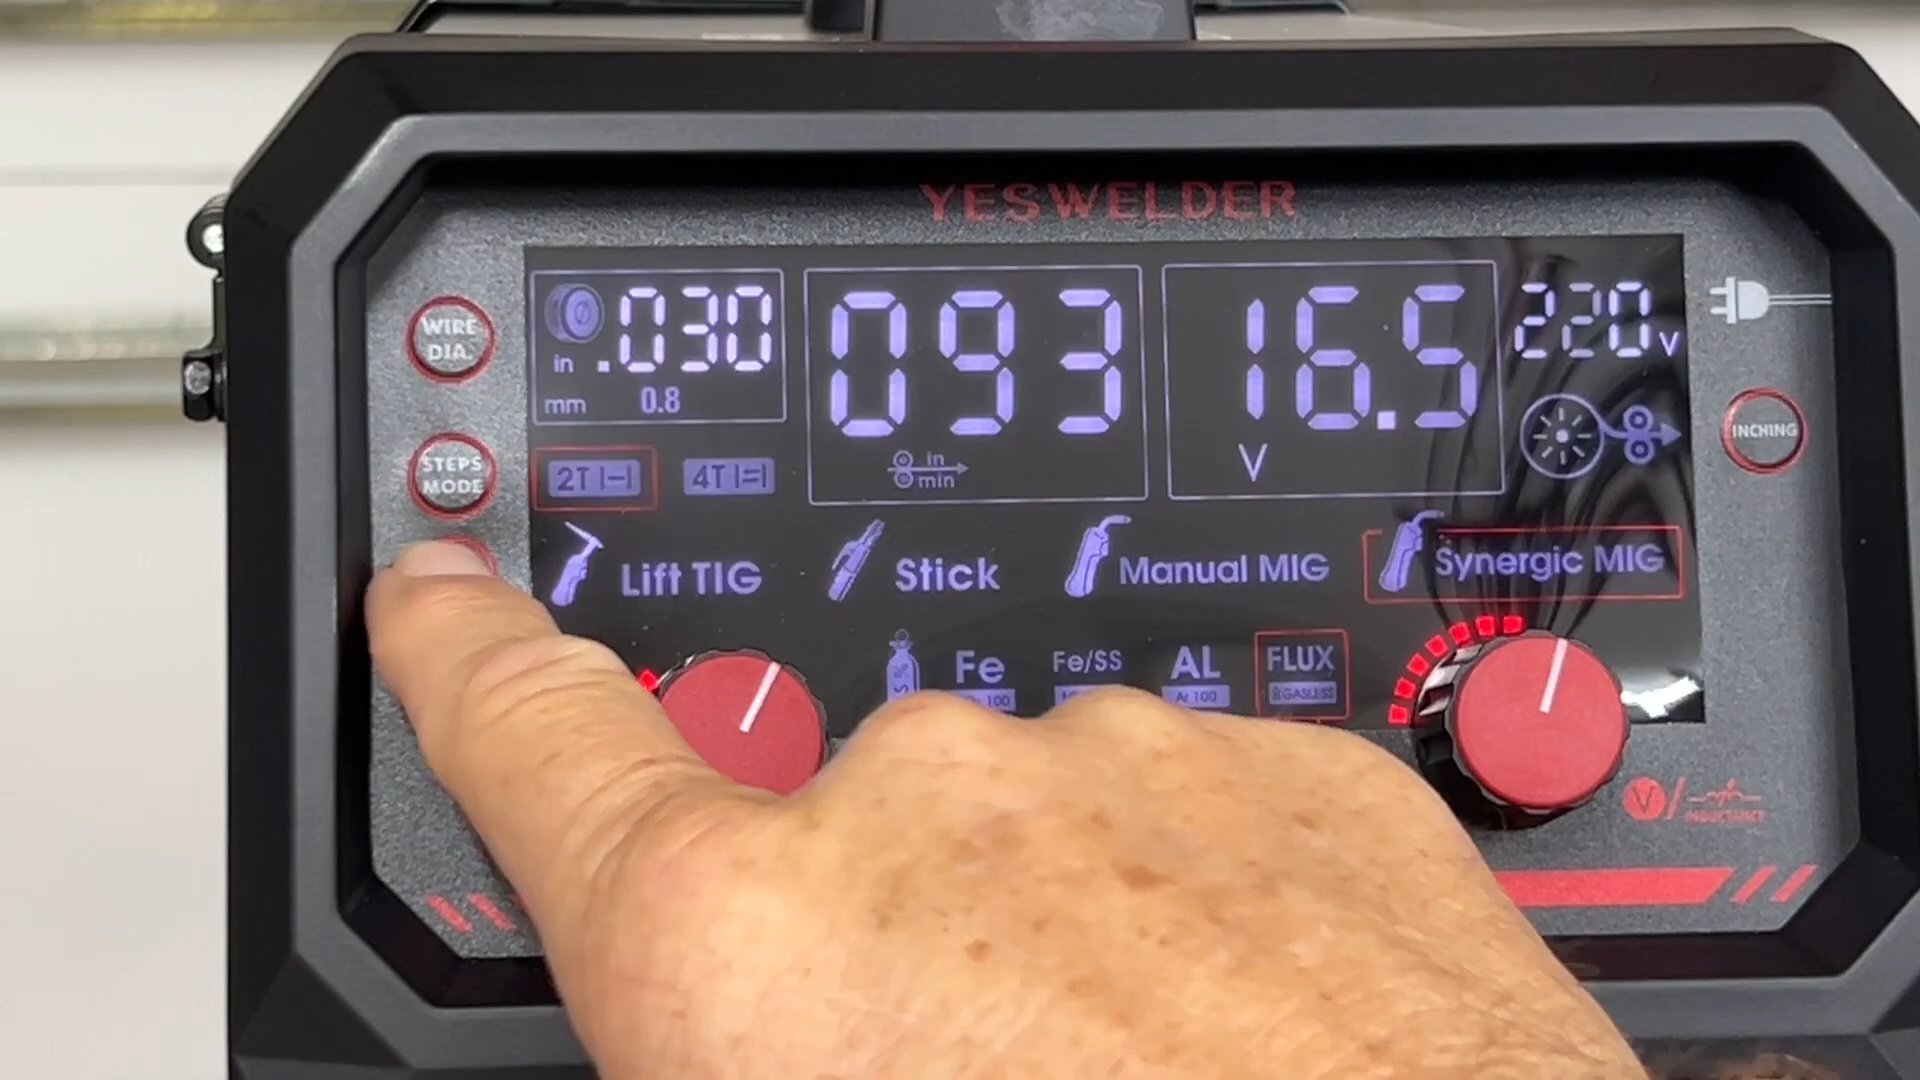 YESWELDER
WIRE DIA.
in .030
mm 0.8
093
in
min
16.5
V
220V
INCHING
STEPS MODE
2T
4T
Lift TIG
Stick
Manual MIG
Synergic MIG
Fe
100
Fe/SS
AL
Ar 100
FLUX
GASLESS
V/
INDUCTANCE